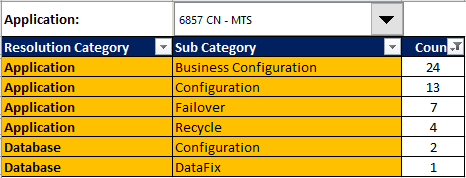 Application: 6857 CN - MTS
Resolution Category Sub Category Coun
Application Business Configuration 24
Application Configuration 13
Application Failover 7
Application Recycle 4
Database Configuration 2
Database DataFix 1